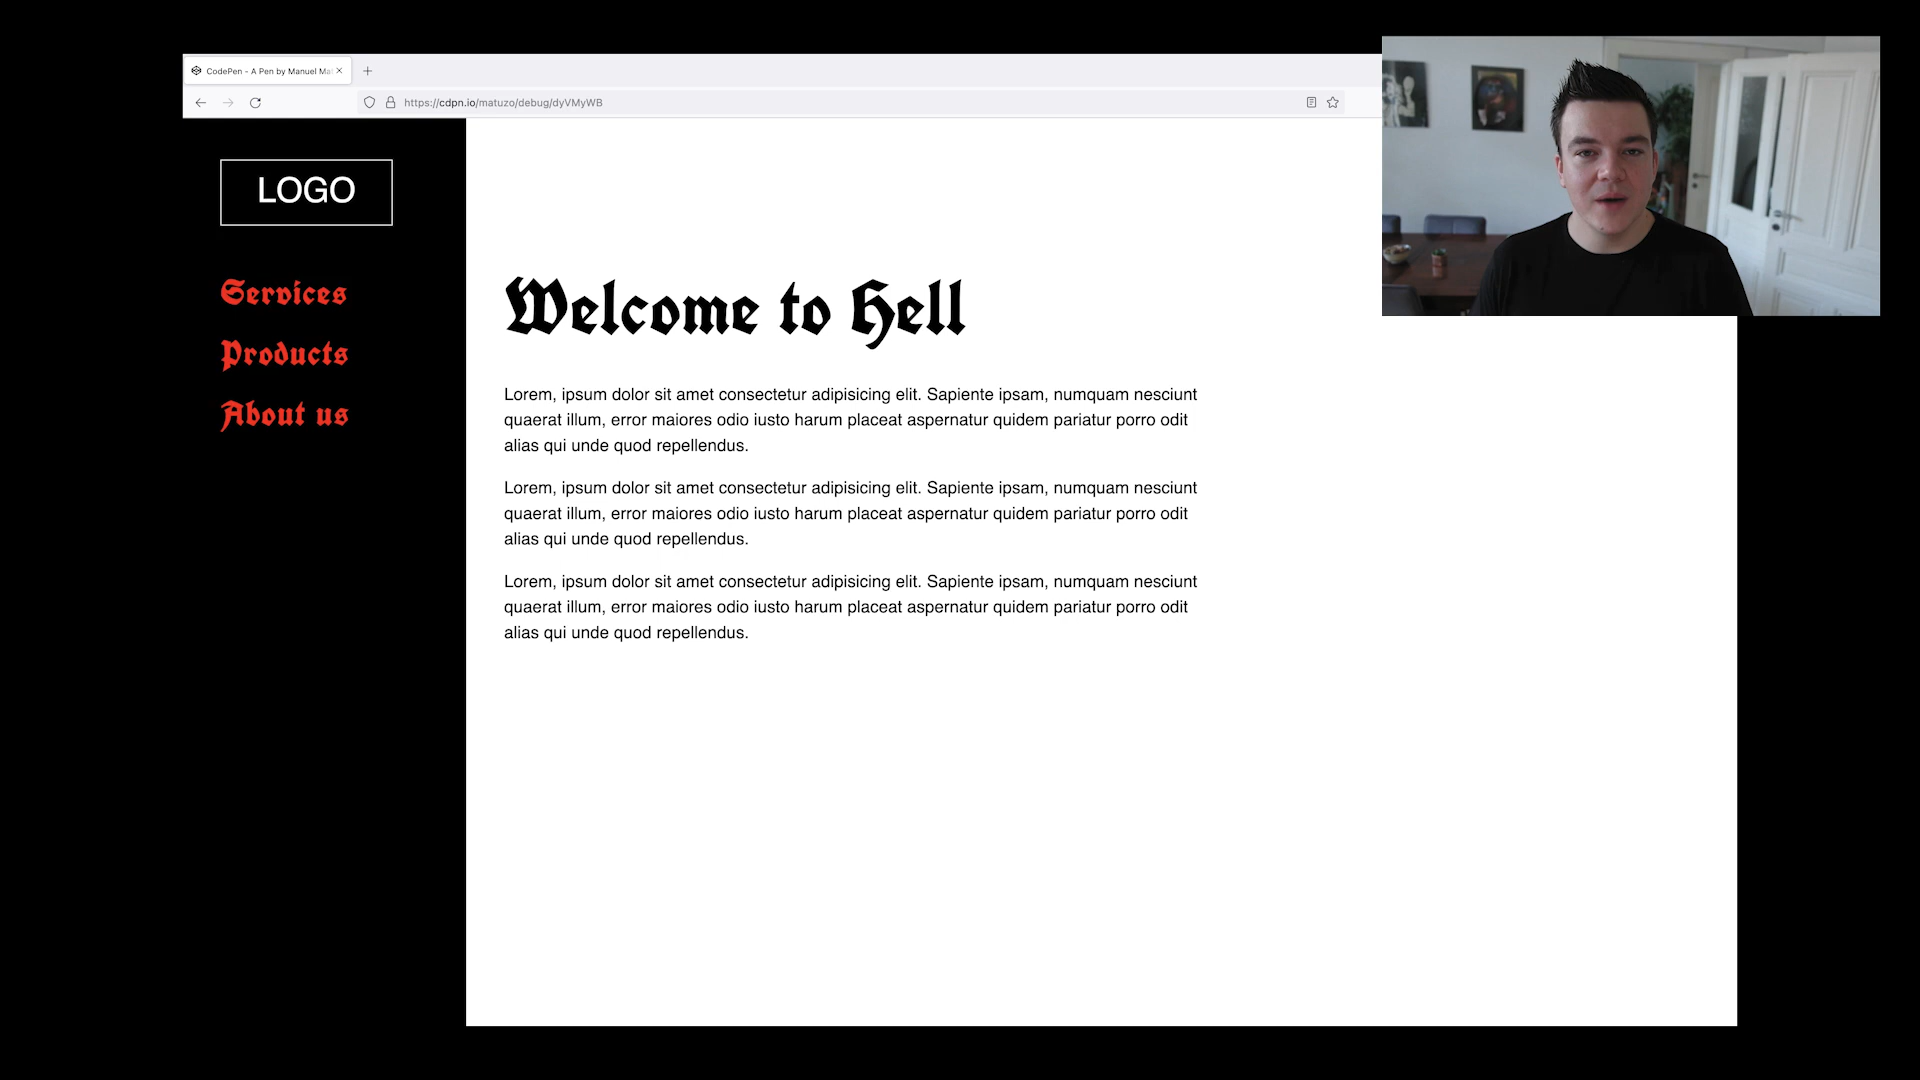 CodePen - A Pen by Manuel Ma
https://cdpn.io/matuzo/debug/dyVMyWB
LOGO
Services
Products
About us
Welcome to Hell
Lorem, ipsum dolor sit amet consectetur adipisicing elit. Sapiente ipsam, numquam nesciunt
quaerat illum, error maiores odio iusto harum placeat aspernatur quidem pariatur porro odit
alias qui unde quod repellendus.
Lorem, ipsum dolor sit amet consectetur adipisicing elit. Sapiente ipsam, numquam nesciunt
quaerat illum, error maiores odio iusto harum placeat aspernatur quidem pariatur porro odit
alias qui unde quod repellendus.
Lorem, ipsum dolor sit amet consectetur adipisicing elit. Sapiente ipsam, numquam nesciunt
quaerat illum, error maiores odio iusto harum placeat aspernatur quidem pariatur porro odit
alias qui unde quod repellendus.